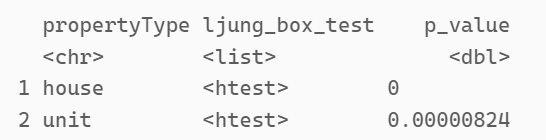 propertyType ljung_box_test p_value
<chr> <list> <dbl>
1 house <htest> 0
2 unit <htest> 0.00000824